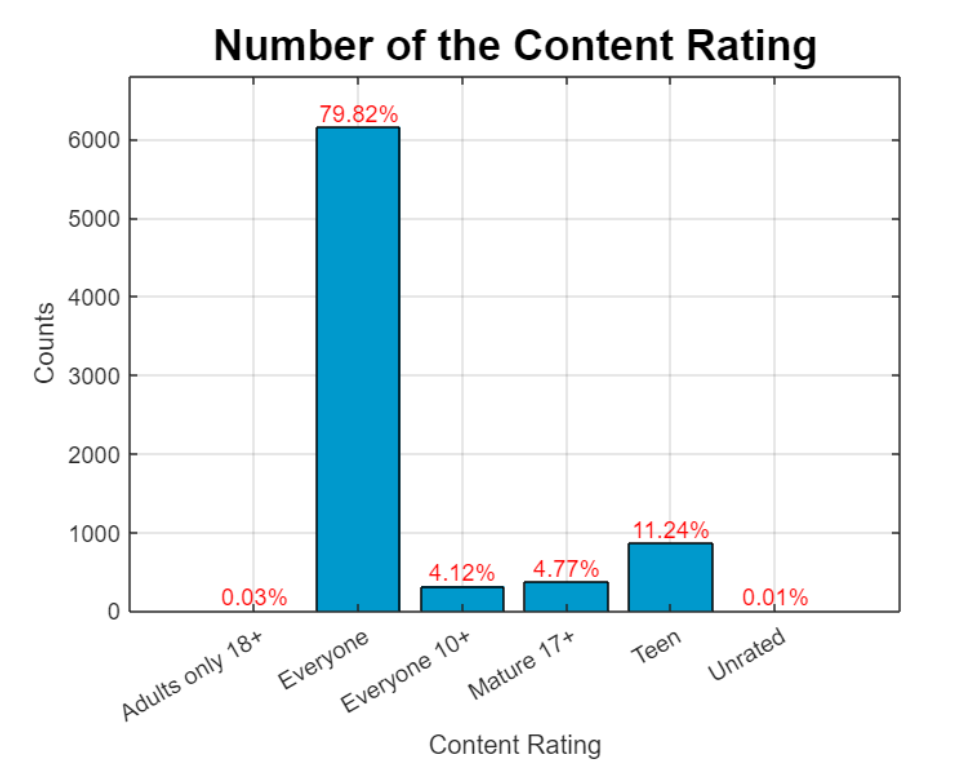 Number of the Content Rating
79.82%
6000
5000
4000
3000
2000
1000
0
Counts
0.03%
4.12%
4.77%
11.24%
0.01%
Adults only 18+
Everyone
Everyone 10+
Mature 17+
Teen
Unrated
Content Rating